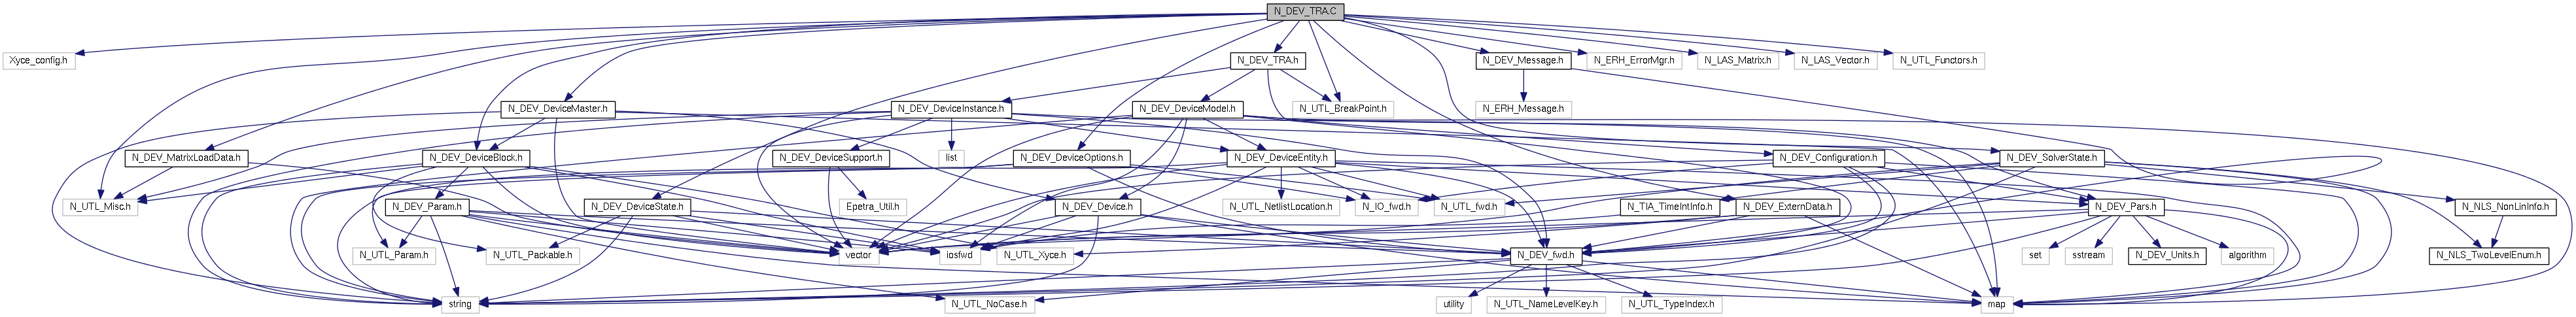 N_DEV_TRA.C
Xyce_config.h
N_DEV_TRA.h
N_DEV_Message.h
N_ERH_ErrorMgr.h
N_LAS_Matrix.h
N_LAS_Vector.h
N_UTL_Functors.h
N_DEV_DeviceMaster.h
N_DEV_DeviceInstance.h
N_DEV_DeviceModel.h
N_UTL_BreakPoint.h
N_ERH_Message.h
N_DEV_MatrixLoadData.h
N_DEV_DeviceBlock.h
N_DEV_DeviceSupport.h
list
N_DEV_DeviceOptions.h
N_DEV_DeviceEntity.h
N_DEV_Configuration.h
N_DEV_SolverState.h
N_UTL_Misc.h
N_DEV_Param.h
N_DEV_DeviceState.h
Epetra_Util.h
N_DEV_Device.h
N_UTL_NetlistLocation.h
N_IO_fwd.h
N_UTL_fwd.h
N_TIA_TimeIntInfo.h
N_DEV_ExternData.h
N_DEV_Pars.h
N_NLS_NonLinInfo.h
N_UTL_Param.h
N_UTL_Packable.h
vector
iosfwd
N_UTL_Xyce.h
N_DEV_fwd.h
set
sstream
N_DEV_Units.h
algorithm
N_NLS_TwoLevelEnum.h
string
N_UTL_NoCase.h
utility
N_UTL_NameLevelKey.h
N_UTL_TypeIndex.h
map